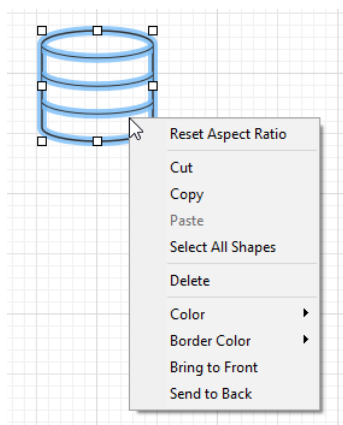 Reset Aspect Ratio
Cut
Copy
Paste
Select All Shapes
Delete
Color
Border Color
Bring to Front
Send to Back